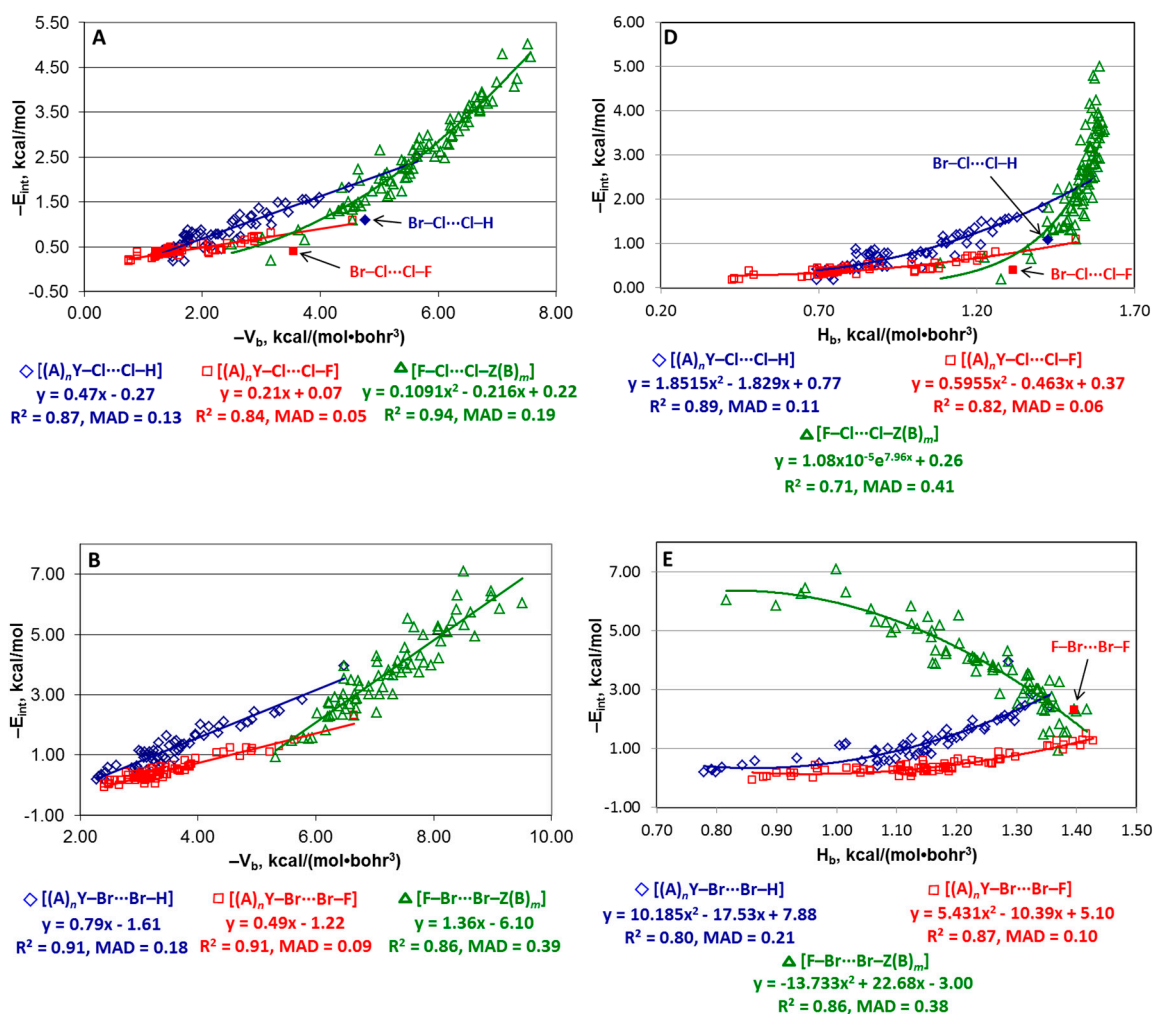 A
–E_int, kcal/mol
5.50
4.50
3.50
2.50
1.50
0.50
-0.50
Br–Cl···Cl–H
Br–Cl···Cl–F
0.00 2.00 4.00 6.00 8.00
–V_b, kcal/(mol•bohr³)
[(A)ₙY–Cl···Cl–H]
y = 0.47x - 0.27
R² = 0.87, MAD = 0.13
[(A)ₙY–Cl···Cl–F]
y = 0.21x + 0.07
R² = 0.84, MAD = 0.05
[F–Cl···Cl–Z(B)ₘ]
y = 0.1091x² - 0.216x + 0.22
R² = 0.94, MAD = 0.19
D
–E_int, kcal/mol
6.00
5.00
4.00
3.00
2.00
1.00
0.00
Br–Cl···Cl–H
Br–Cl···Cl–F
0.20 0.70 1.20 1.70
H_b, kcal/(mol•bohr³)
[(A)ₙY–Cl···Cl–H]
y = 1.8515x² - 1.829x + 0.77
R² = 0.89, MAD = 0.11
[(A)ₙY–Cl···Cl–F]
y = 0.5955x² - 0.463x + 0.37
R² = 0.82, MAD = 0.06
[F–Cl···Cl–Z(B)ₘ]
y = 1.08x10⁻⁵e⁷·⁹⁶ˣ + 0.26
R² = 0.71, MAD = 0.41
B
–E_int, kcal/mol
7.00
5.00
3.00
1.00
-1.00
2.00 4.00 6.00 8.00 10.00
–V_b, kcal/(mol•bohr³)
[(A)ₙY–Br···Br–H]
y = 0.79x - 1.61
R² = 0.91, MAD = 0.18
[(A)ₙY–Br···Br–F]
y = 0.49x - 1.22
R² = 0.91, MAD = 0.09
[F–Br···Br–Z(B)ₘ]
y = 1.36x - 6.10
R² = 0.86, MAD = 0.39
E
–E_int, kcal/mol
7.00
5.00
3.00
1.00
-1.00
F–Br···Br–F
0.70 0.80 0.90 1.00 1.10 1.20 1.30 1.40 1.50
H_b, kcal/(mol•bohr³)
[(A)ₙY–Br···Br–H]
y = 10.185x² - 17.53x + 7.88
R² = 0.80, MAD = 0.21
[(A)ₙY–Br···Br–F]
y = 5.431x² - 10.39x + 5.10
R² = 0.87, MAD = 0.10
[F–Br···Br–Z(B)ₘ]
y = -13.733x² + 22.68x - 3.00
R² = 0.86, MAD = 0.38